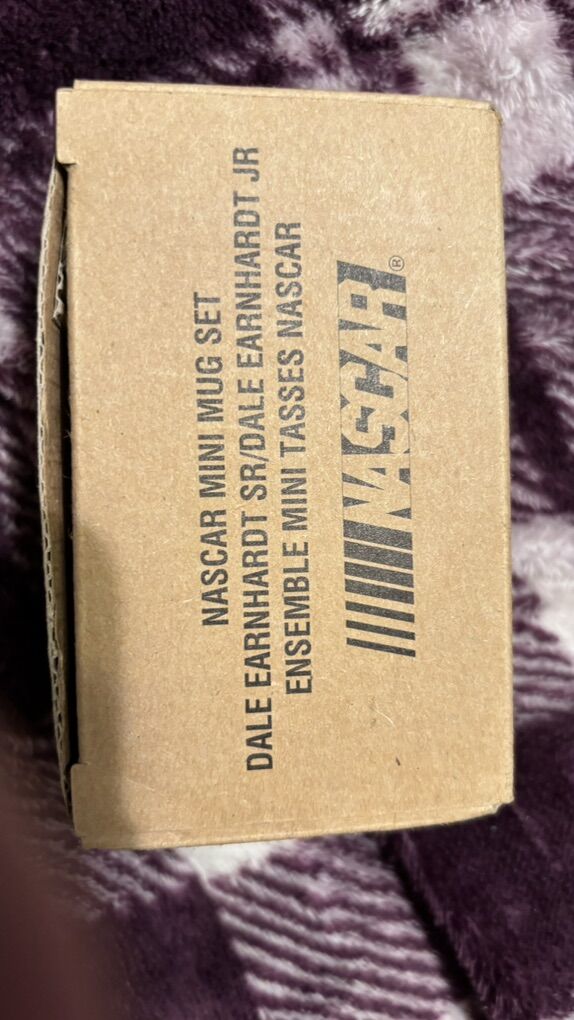 NASCAR MINI MUG SET
DALE EARNHARDT SR/DALE EARNHARDT JR
ENSEMBLE MINI TASSES NASCAR
NASCAR®